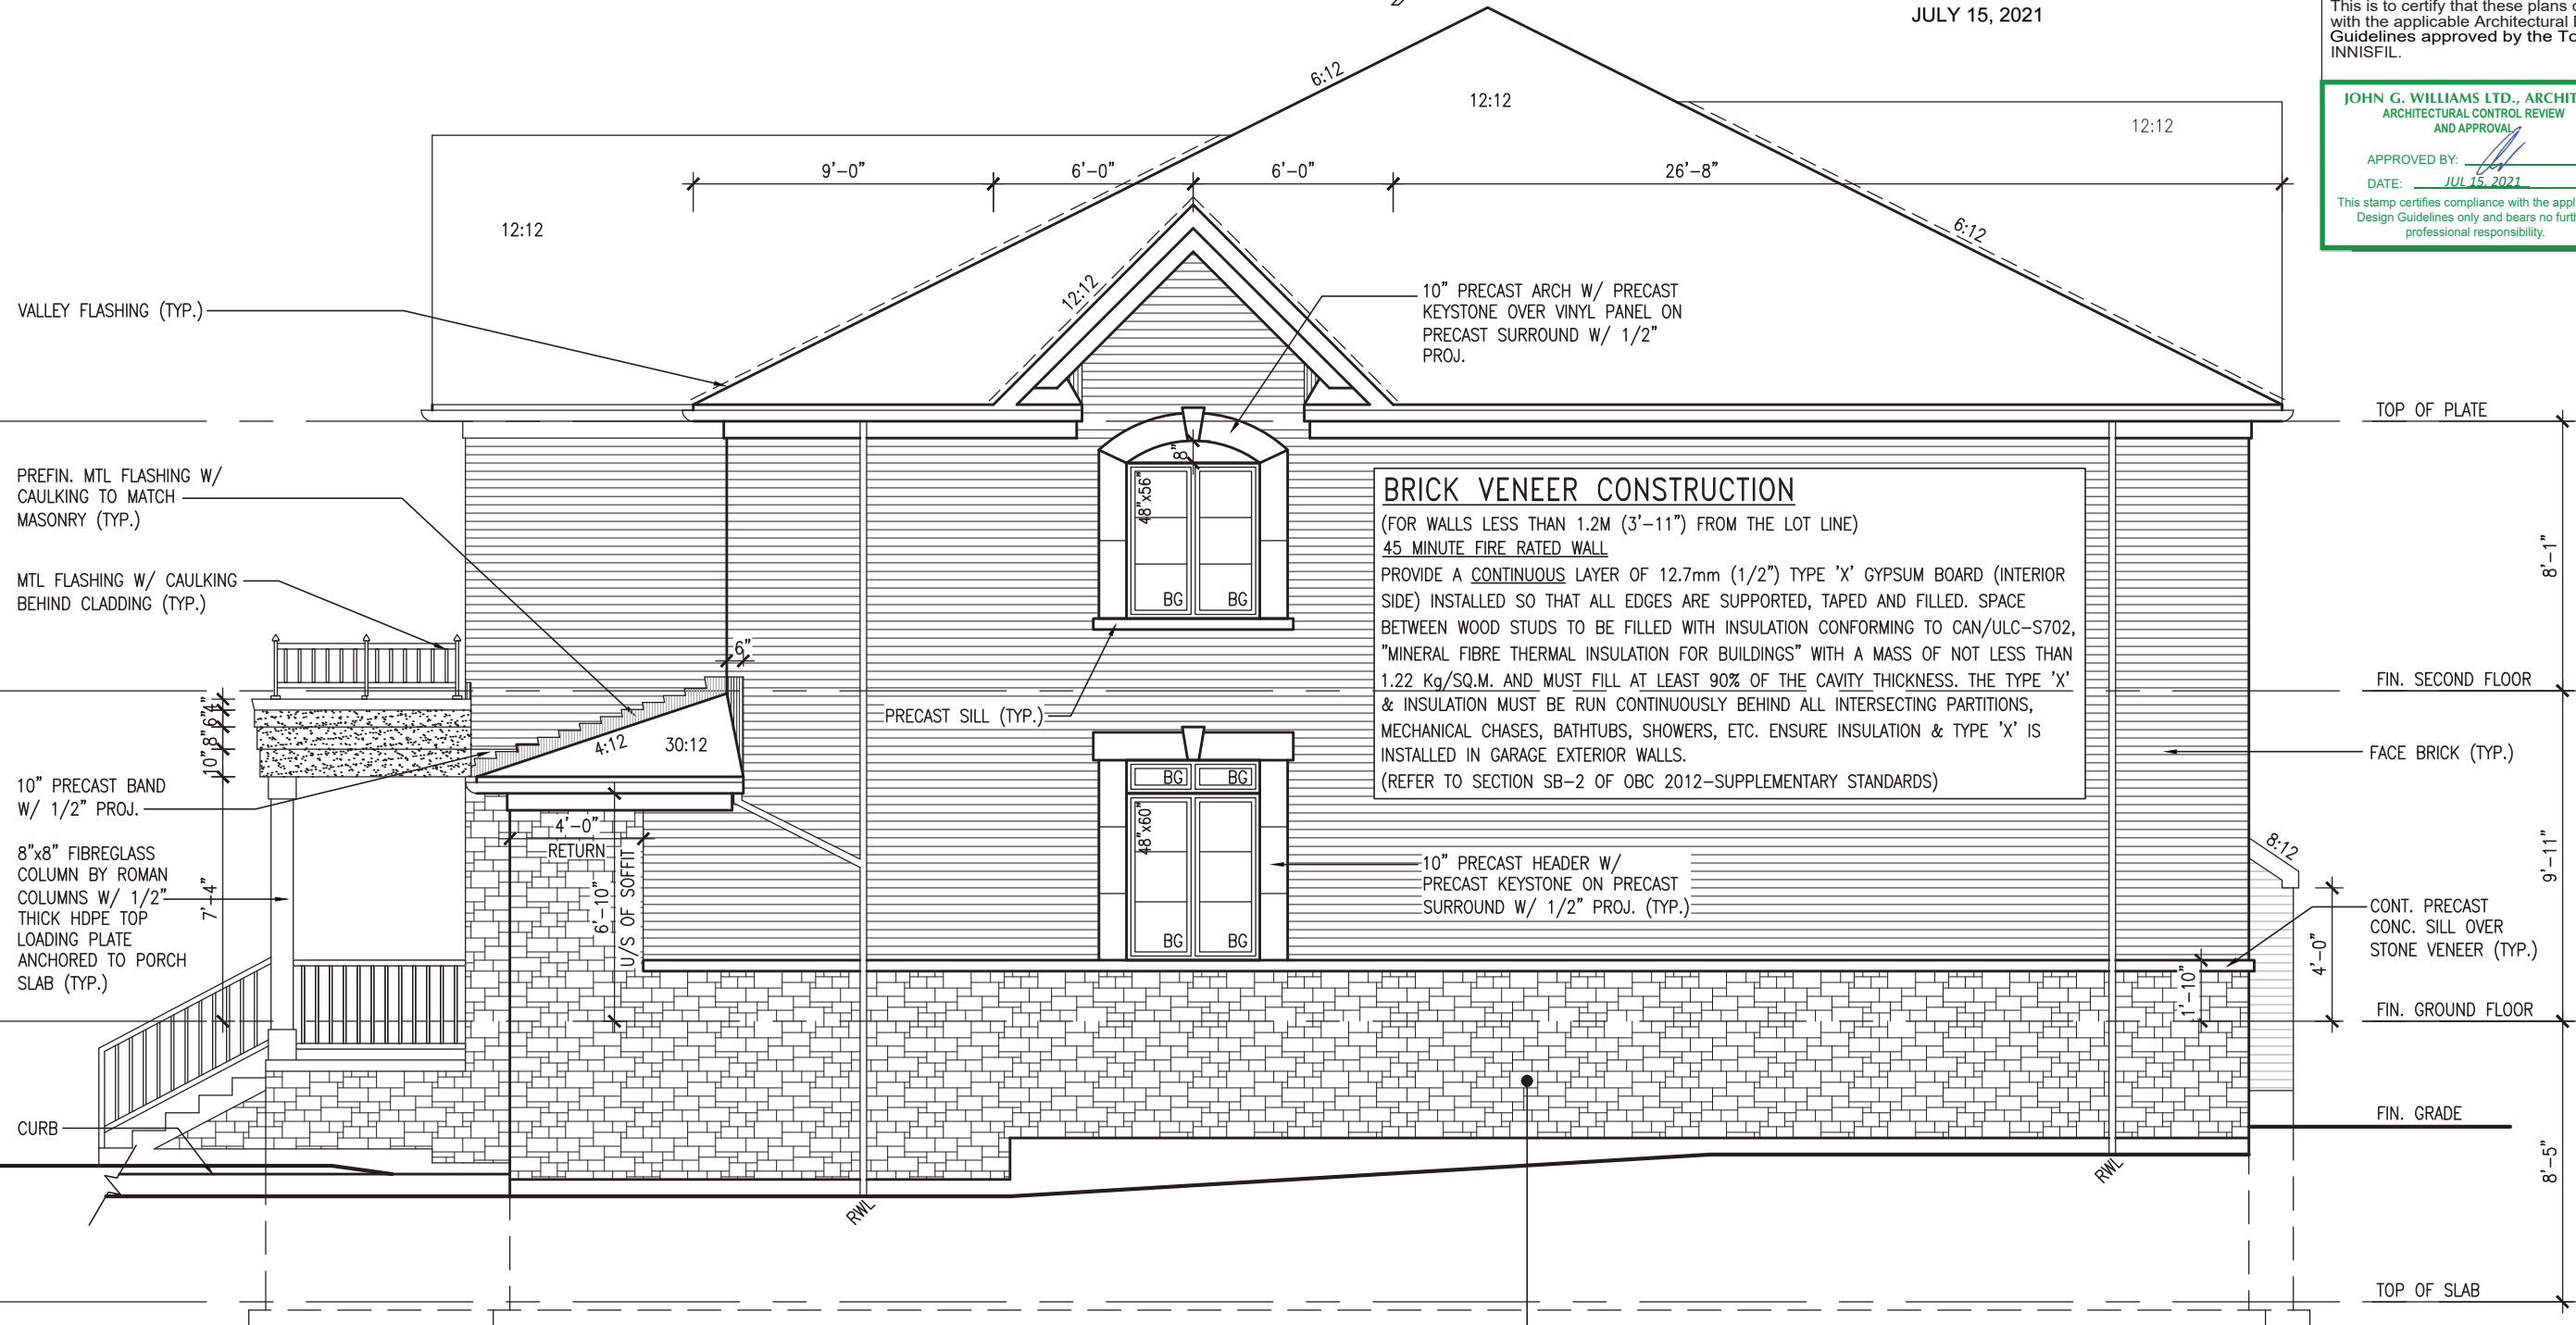 JULY 15, 2021
This is to certify that these plans
with the applicable Architectural
Guidelines approved by the
INNISFIL.
JOHN G. WILLIAMS LTD.,
ARCHITECTURAL CONTROL REVIEW
AND APPROVAL
APPROVED BY:
DATE: JUL 15, 2021
This stamp certifies compliance with the
Design Guidelines only and bears no
professional responsibility.
6:12
12:12
12:12
9'-0"
6'-0"
6'-0"
26'-8"
12:12
6:12
12:12
VALLEY FLASHING (TYP.)
10" PRECAST ARCH W/ PRECAST
KEYSTONE OVER VINYL PANEL ON
PRECAST SURROUND W/ 1/2"
PROJ.
TOP OF PLATE
PREFIN. MTL FLASHING W/
CAULKING TO MATCH
MASONRY (TYP.)
MTL FLASHING W/ CAULKING
BEHIND CLADDING (TYP.)
8"
48"x56"
BG
BG
BRICK VENEER CONSTRUCTION
(FOR WALLS LESS THAN 1.2M (3'-11") FROM THE LOT LINE)
45 MINUTE FIRE RATED WALL
PROVIDE A CONTINUOUS LAYER OF 12.7mm (1/2") TYPE 'X' GYPSUM BOARD (INTERIOR
SIDE) INSTALLED SO THAT ALL EDGES ARE SUPPORTED, TAPED AND FILLED. SPACE
BETWEEN WOOD STUDS TO BE FILLED WITH INSULATION CONFORMING TO CAN/ULC-S702,
"MINERAL FIBRE THERMAL INSULATION FOR BUILDINGS" WITH A MASS OF NOT LESS THAN
1.22 Kg/SQ.M. AND MUST FILL AT LEAST 90% OF THE CAVITY THICKNESS. THE TYPE 'X'
& INSULATION MUST BE RUN CONTINUOUSLY BEHIND ALL INTERSECTING PARTITIONS,
MECHANICAL CHASES, BATHTUBS, SHOWERS, ETC. ENSURE INSULATION & TYPE 'X' IS
INSTALLED IN GARAGE EXTERIOR WALLS.
(REFER TO SECTION SB-2 OF OBC 2012-SUPPLEMENTARY STANDARDS)
8'-1"
6"
FIN. SECOND FLOOR
PRECAST SILL (TYP.)
4"
6"
8"
10"
4:12
30:12
FACE BRICK (TYP.)
10" PRECAST BAND
W/ 1/2" PROJ.
BG
BG
48"x60"
BG
BG
4'-0"
RETURN
6'-10"
U/S OF SOFFIT
8"x8" FIBREGLASS
COLUMN BY ROMAN
COLUMNS W/ 1/2"
THICK HDPE TOP
LOADING PLATE
ANCHORED TO PORCH
SLAB (TYP.)
7'-4"
10" PRECAST HEADER W/
PRECAST KEYSTONE ON PRECAST
SURROUND W/ 1/2" PROJ. (TYP.)
8:12
9'-11"
CONT. PRECAST
CONC. SILL OVER
STONE VENEER (TYP.)
4'-0"
1'-10"
FIN. GROUND FLOOR
CURB
FIN. GRADE
8'-5"
RWL
RWL
TOP OF SLAB